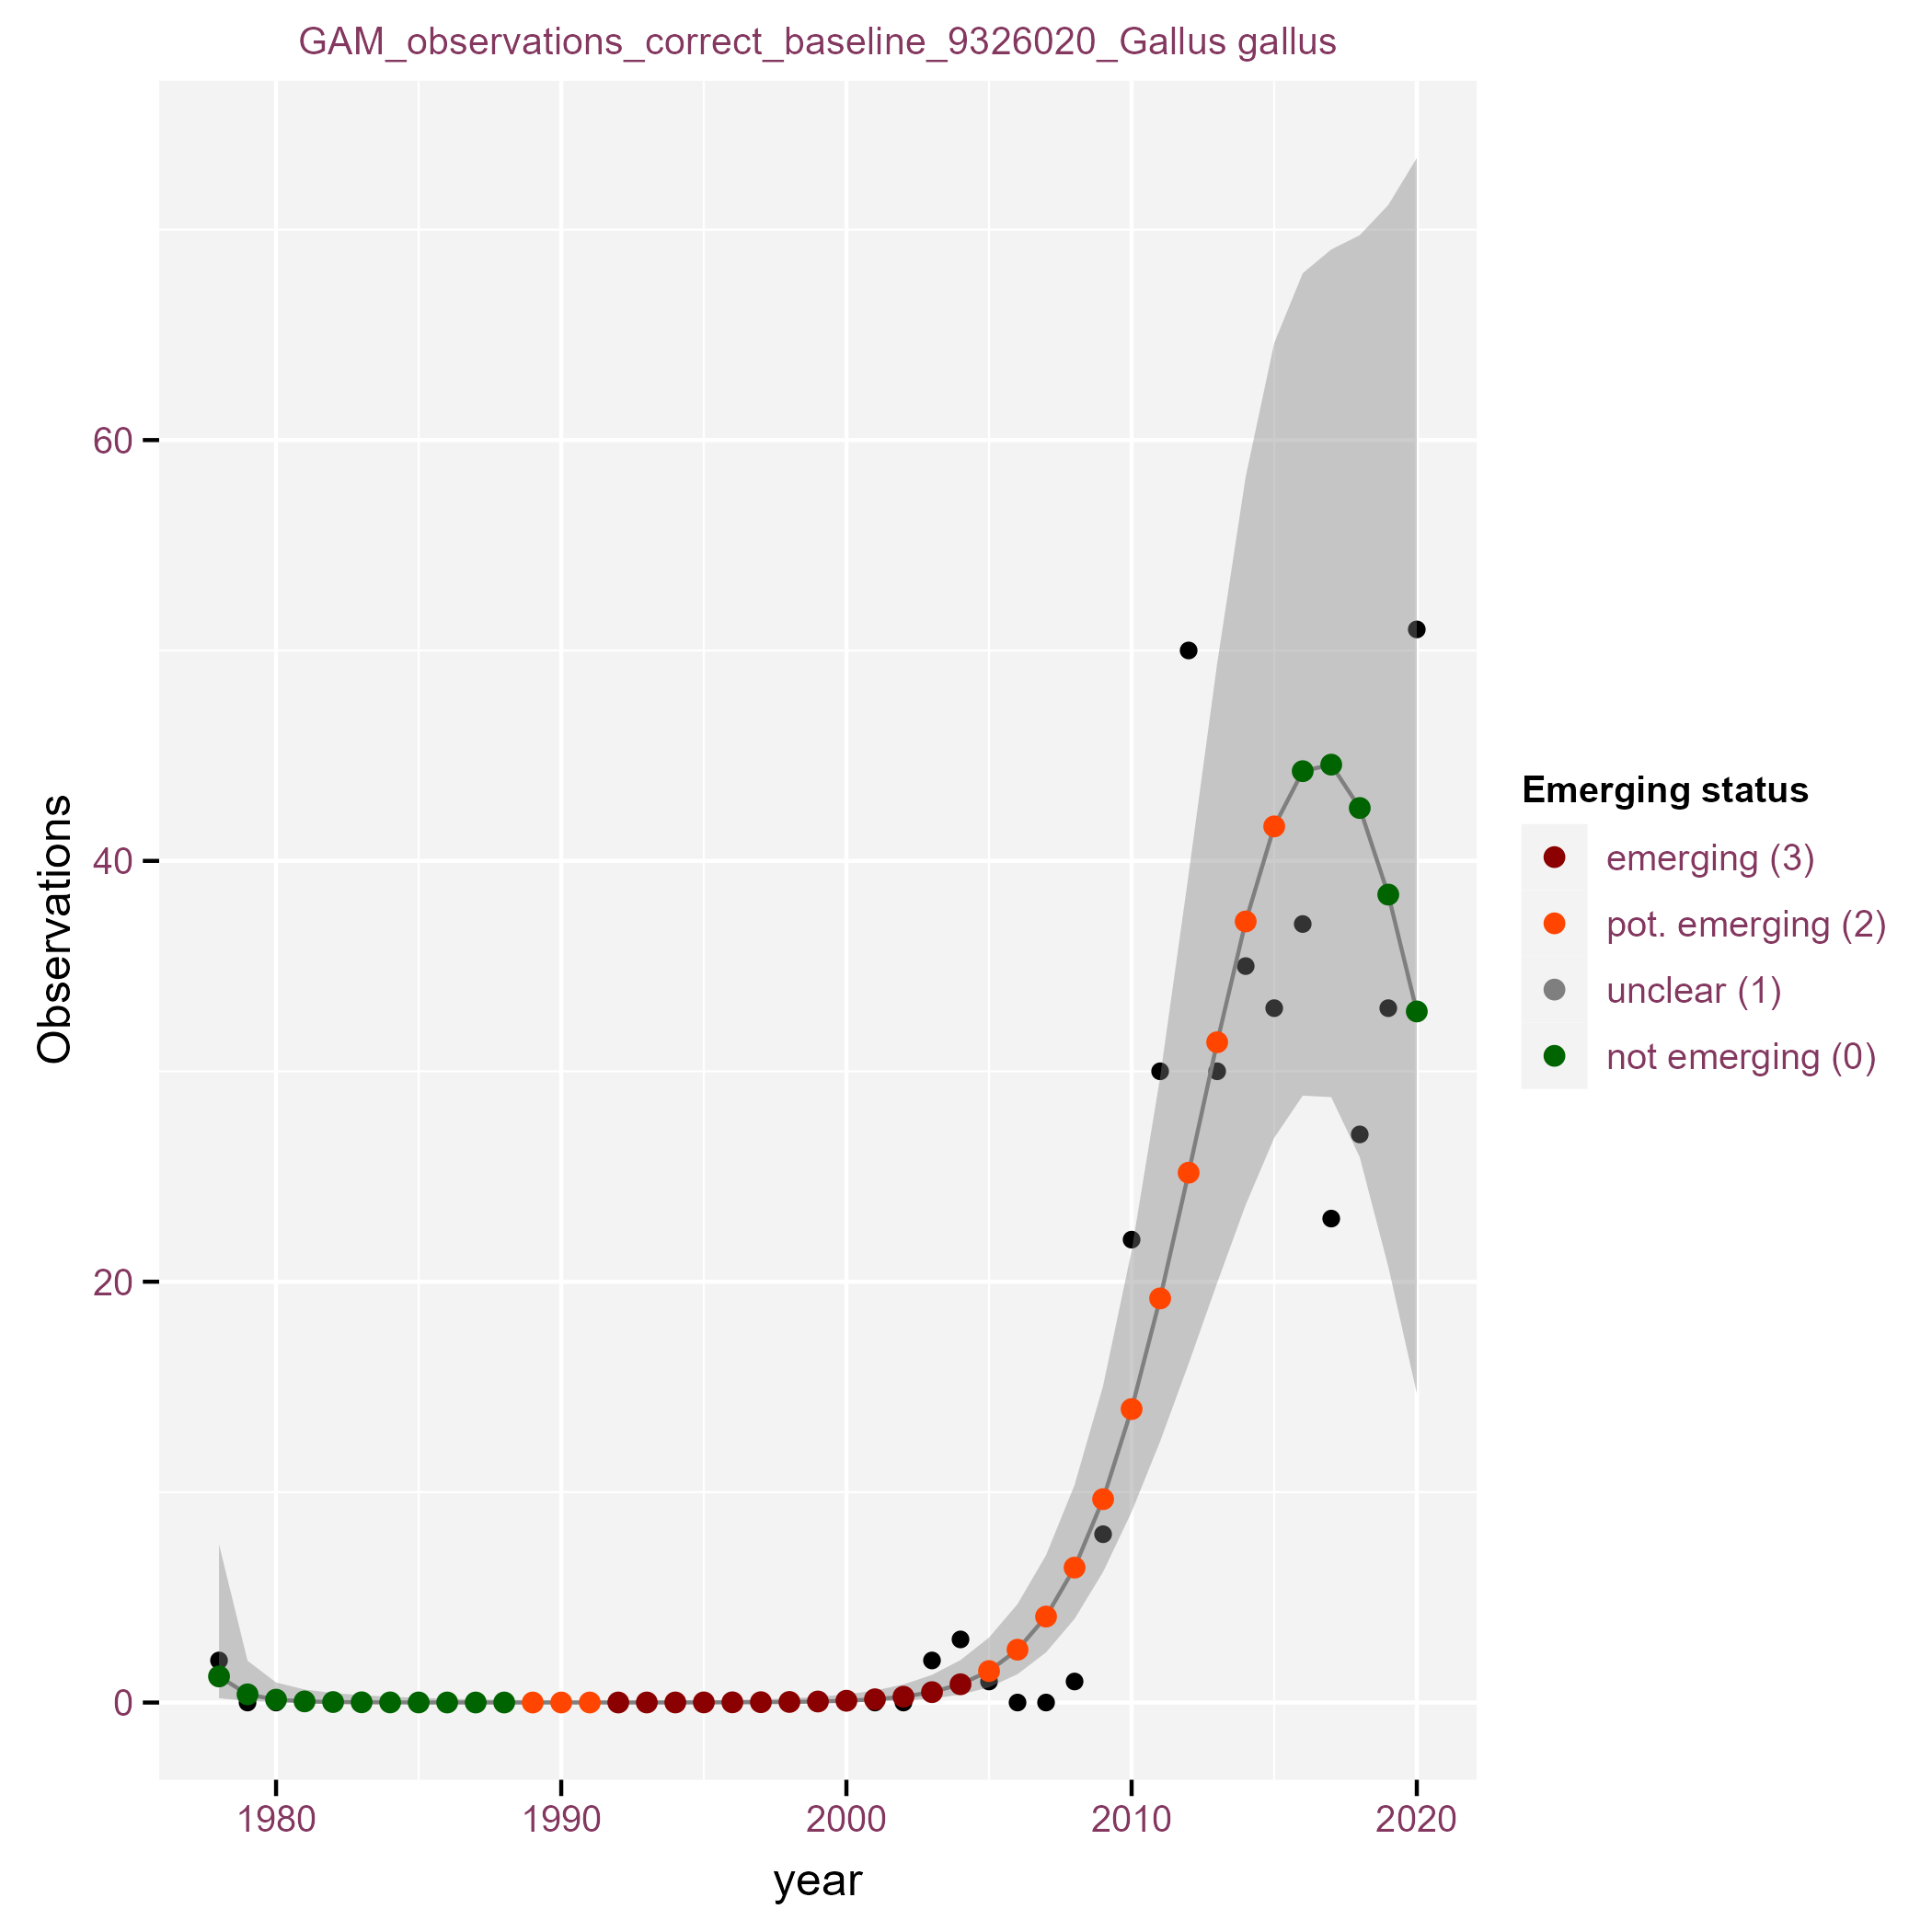 GAM_observations_correct_baseline_9326020_Gallus gallus
60
40
20
0
Observations
1980
1990
2000
2010
2020
year
Emerging status
emerging (3)
pot. emerging (2)
unclear (1)
not emerging (0)